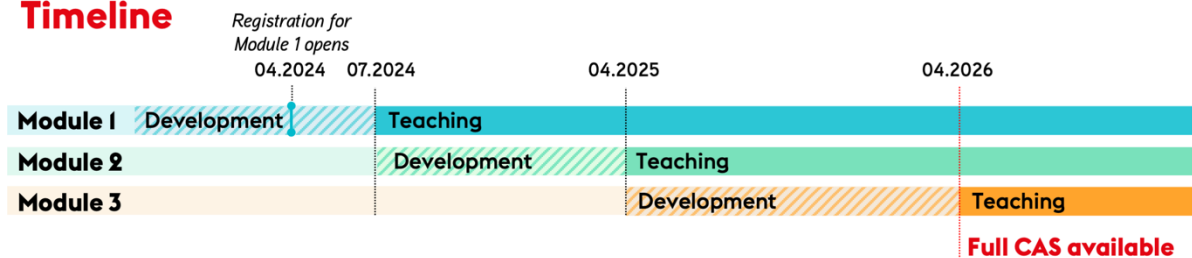 Timeline
Registration for
Module 1 opens
04.2024 07.2024 04.2025 04.2026
Module 1 Development Teaching
Module 2 Development Teaching
Module 3 Development Teaching
Full CAS available